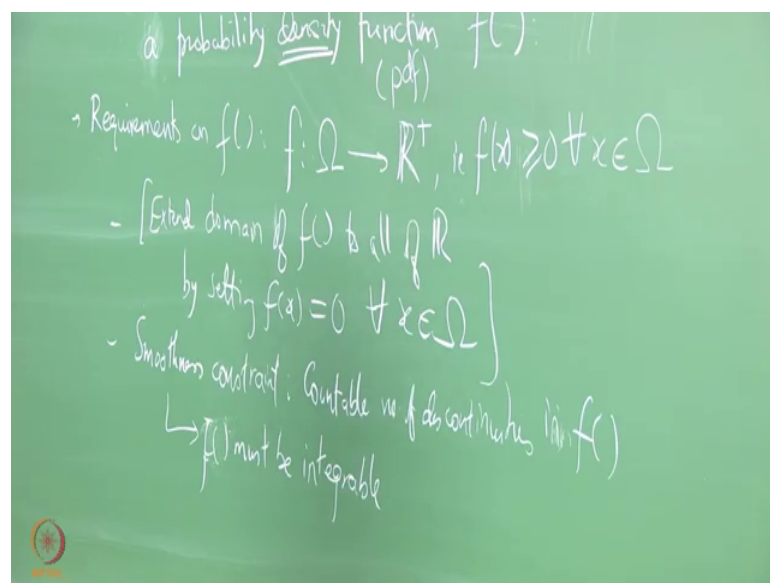 a probability density function f():
(pdf)
→ Requirements on f(): f: Ω → ℝ⁺, ie f(x) ≥ 0 ∀ x ∈ Ω
- [Extend domain of f() to all of ℝ
by setting f(x) = 0 ∀ x ∈ Ω]
- Smoothness constraint: Countable no. of discontinuities in f()
↳ f() must be integrable